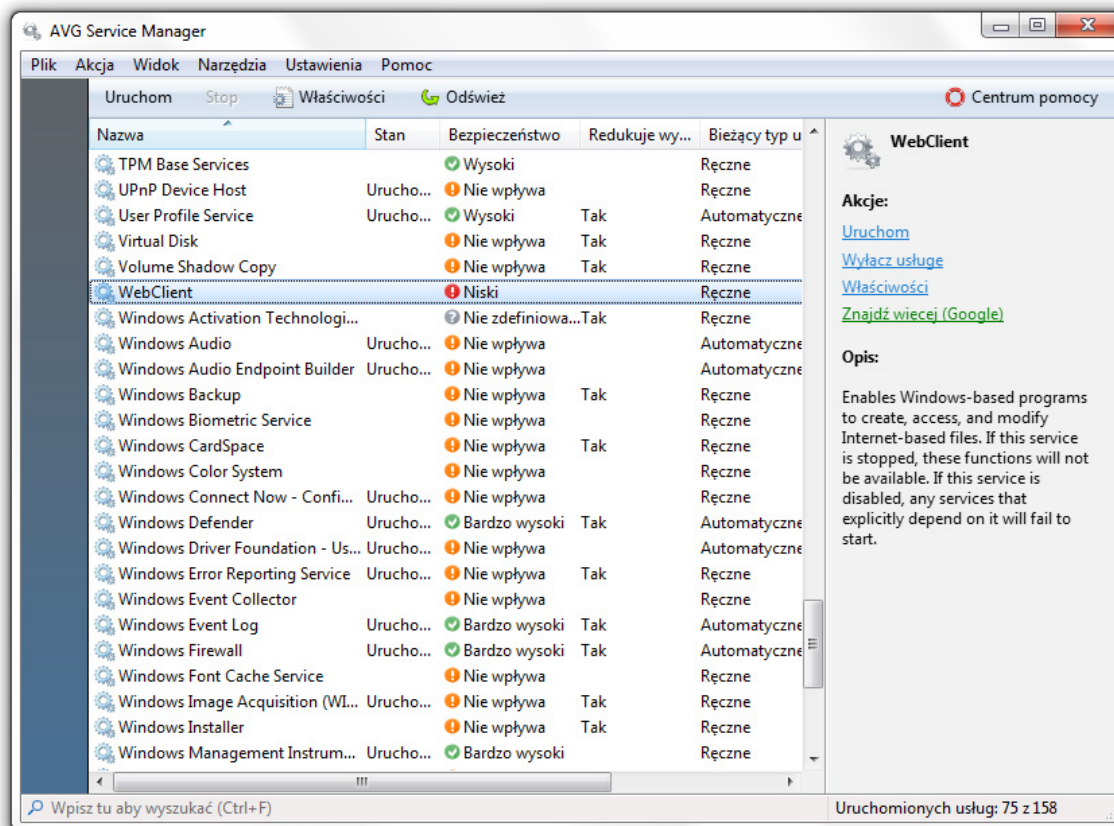 AVG Service Manager
Plik Akcja Widok Narzędzia Ustawienia Pomoc
Uruchom Stop Właściwości Odśwież Centrum pomocy
Nazwa Stan Bezpieczeństwo Redukuje wy... Bieżący typ u
TPM Base Services Wysoki Ręczne
UPnP Device Host Urucho... Nie wpływa Ręczne
User Profile Service Urucho... Wysoki Tak Automatyczne
Virtual Disk Nie wpływa Tak Ręczne
Volume Shadow Copy Nie wpływa Tak Ręczne
WebClient Niski Ręczne
Windows Activation Technologi... Nie zdefiniowa... Tak Ręczne
Windows Audio Urucho... Nie wpływa Automatyczne
Windows Audio Endpoint Builder Urucho... Nie wpływa Automatyczne
Windows Backup Nie wpływa Tak Ręczne
Windows Biometric Service Nie wpływa Ręczne
Windows CardSpace Nie wpływa Tak Ręczne
Windows Color System Nie wpływa Ręczne
Windows Connect Now - Confi... Urucho... Nie wpływa Ręczne
Windows Defender Urucho... Bardzo wysoki Tak Automatyczne
Windows Driver Foundation - Us... Urucho... Nie wpływa Automatyczne
Windows Error Reporting Service Urucho... Nie wpływa Tak Ręczne
Windows Event Collector Nie wpływa Ręczne
Windows Event Log Urucho... Bardzo wysoki Tak Automatyczne
Windows Firewall Urucho... Bardzo wysoki Tak Automatyczne
Windows Font Cache Service Nie wpływa Ręczne
Windows Image Acquisition (WI... Urucho... Nie wpływa Tak Ręczne
Windows Installer Nie wpływa Tak Ręczne
Windows Management Instrum... Urucho... Bardzo wysoki Ręczne
WebClient
Akcje:
Uruchom
Wyłacz usługe
Właściwości
Znajdź wiecej (Google)
Opis:
Enables Windows-based programs
to create, access, and modify
Internet-based files. If this service
is stopped, these functions will not
be available. If this service is
disabled, any services that
explicitly depend on it will fail to
start.
Wpisz tu aby wyszukać (Ctrl+F)
Uruchomionych usług: 75 z 158